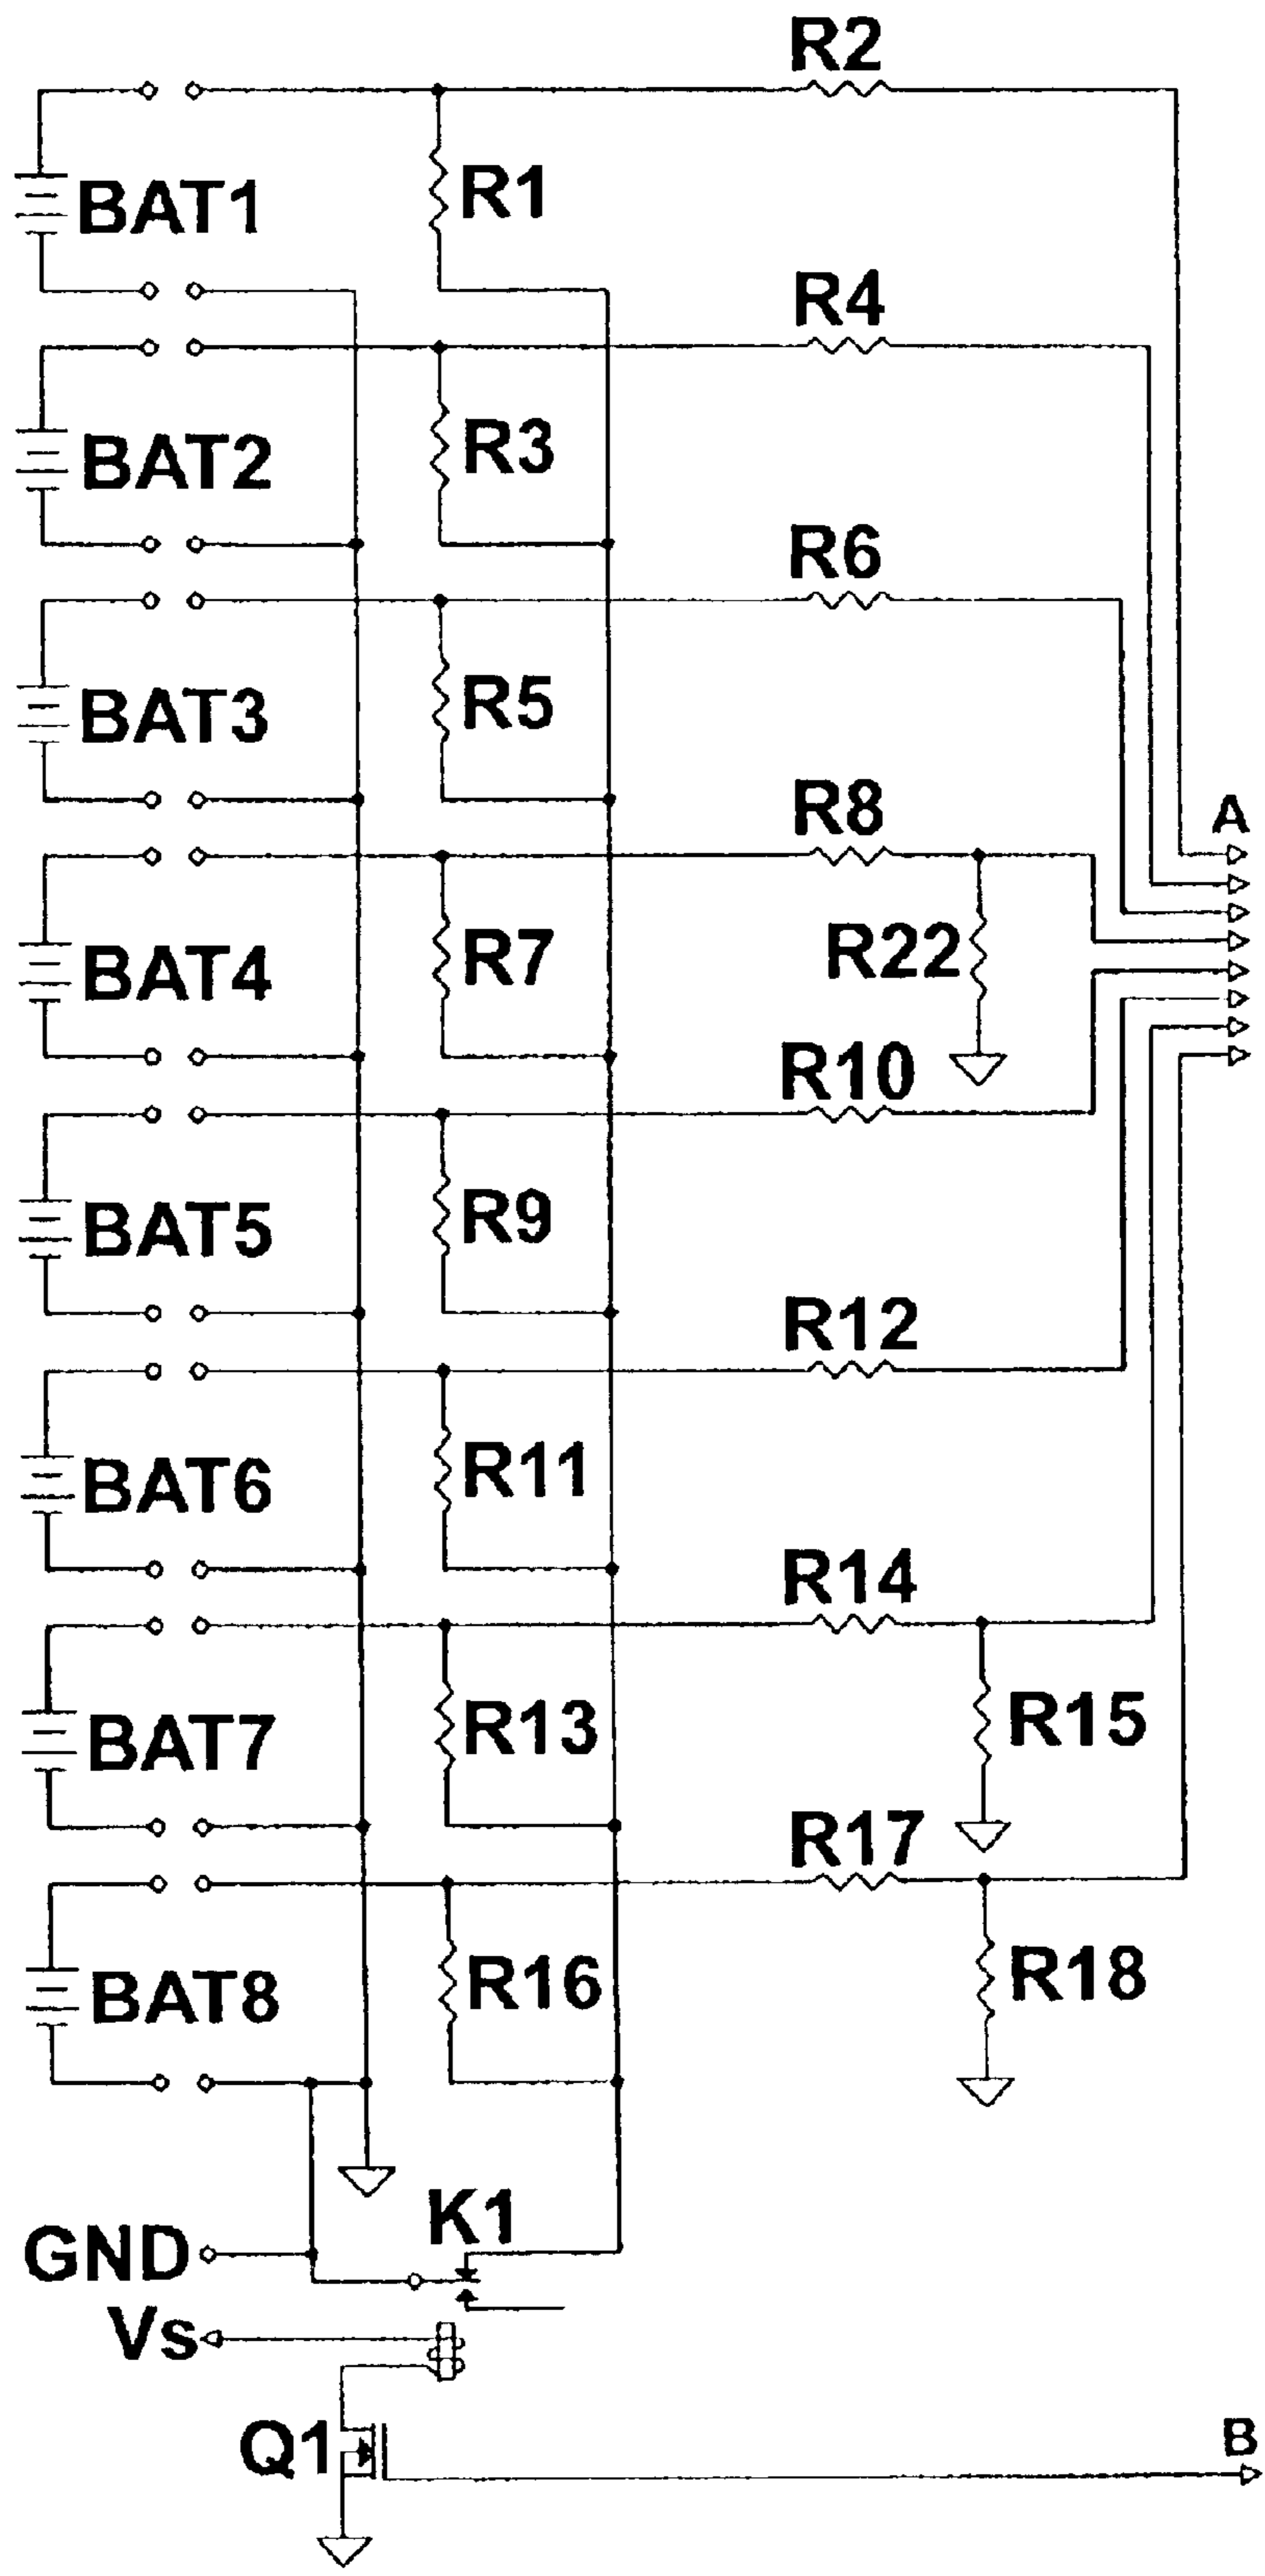 R2
BAT1
R1
R4
BAT2
R3
R6
BAT3
R5
R8
A
BAT4
R7
R22
R10
BAT5
R9
R12
BAT6
R11
R14
BAT7
R13
R15
R17
BAT8
R16
R18
K1
GND
Vs
Q1
B